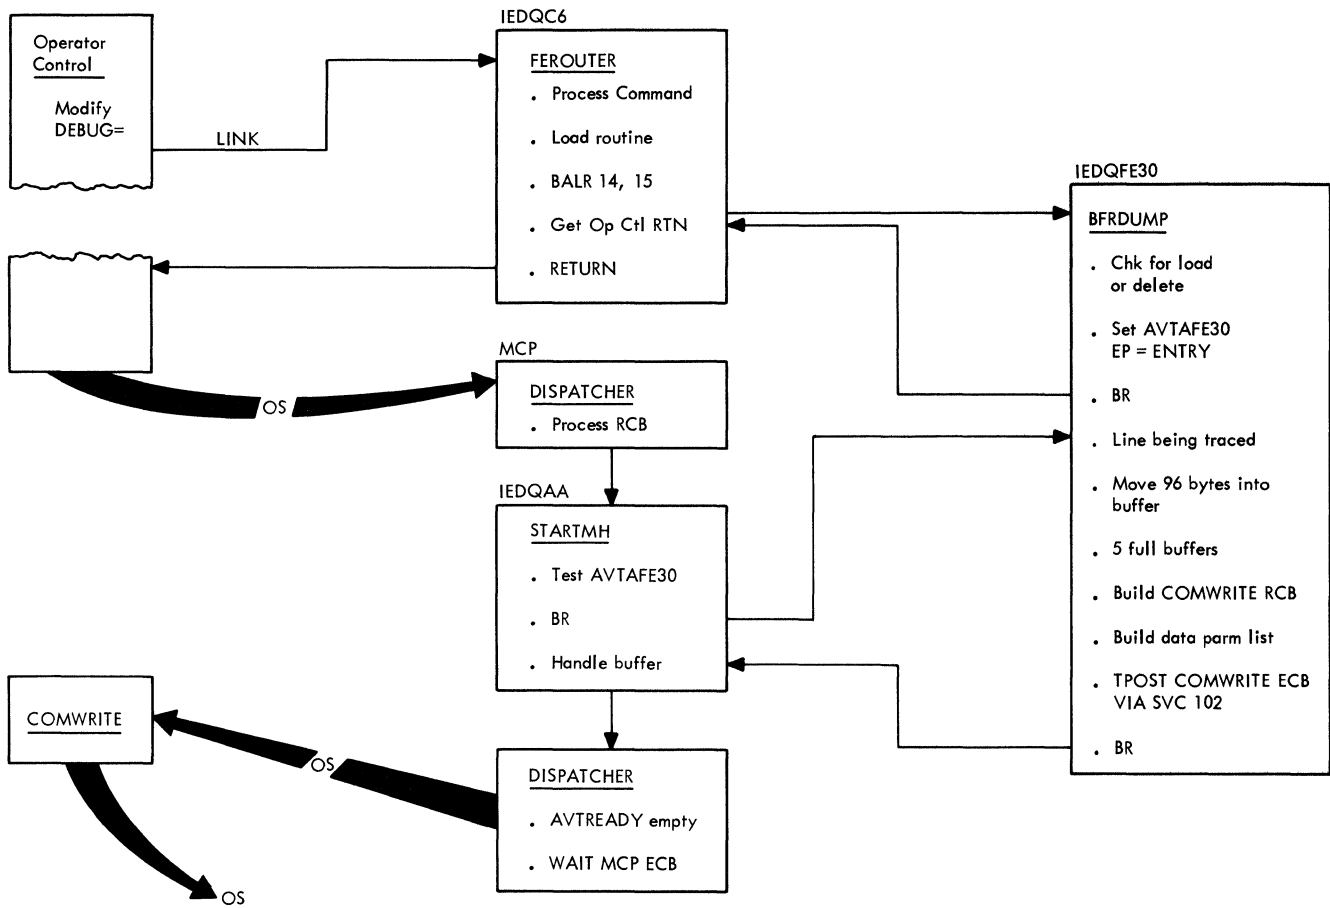 Operator
Control
Modify
DEBUG=
LINK
IEDQC6
FEROUTER
. Process Command
. Load routine
. BALR 14, 15
. Get Op Ctl RTN
. RETURN
IEDQFE30
BFRDUMP
. Chk for load
or delete
. Set AVTAFE30
EP = ENTRY
. BR
. Line being traced
. Move 96 bytes into
buffer
. 5 full buffers
. Build COMWRITE RCB
. Build data parm list
. TPOST COMWRITE ECB
VIA SVC 102
. BR
OS
MCP
DISPATCHER
. Process RCB
IEDQAA
STARTMH
. Test AVTAFE30
. BR
. Handle buffer
DISPATCHER
. AVTREADY empty
. WAIT MCP ECB
OS
COMWRITE
OS